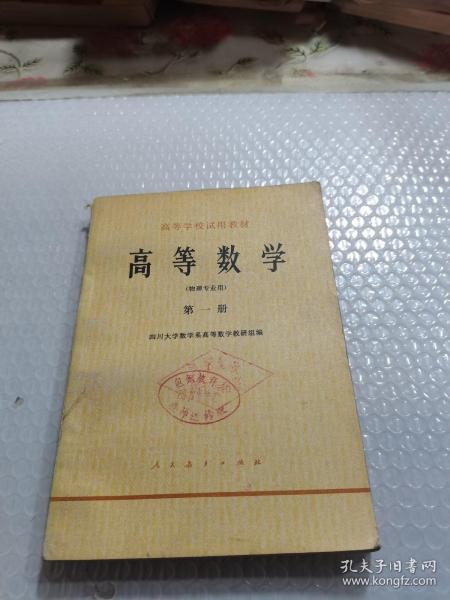 高等学校试用教材
高等数学
(物理专业用)
第一册
四川大学数学系高等数学教研组编
人民教育出版社
孔夫子旧书网
www.kongfz.com